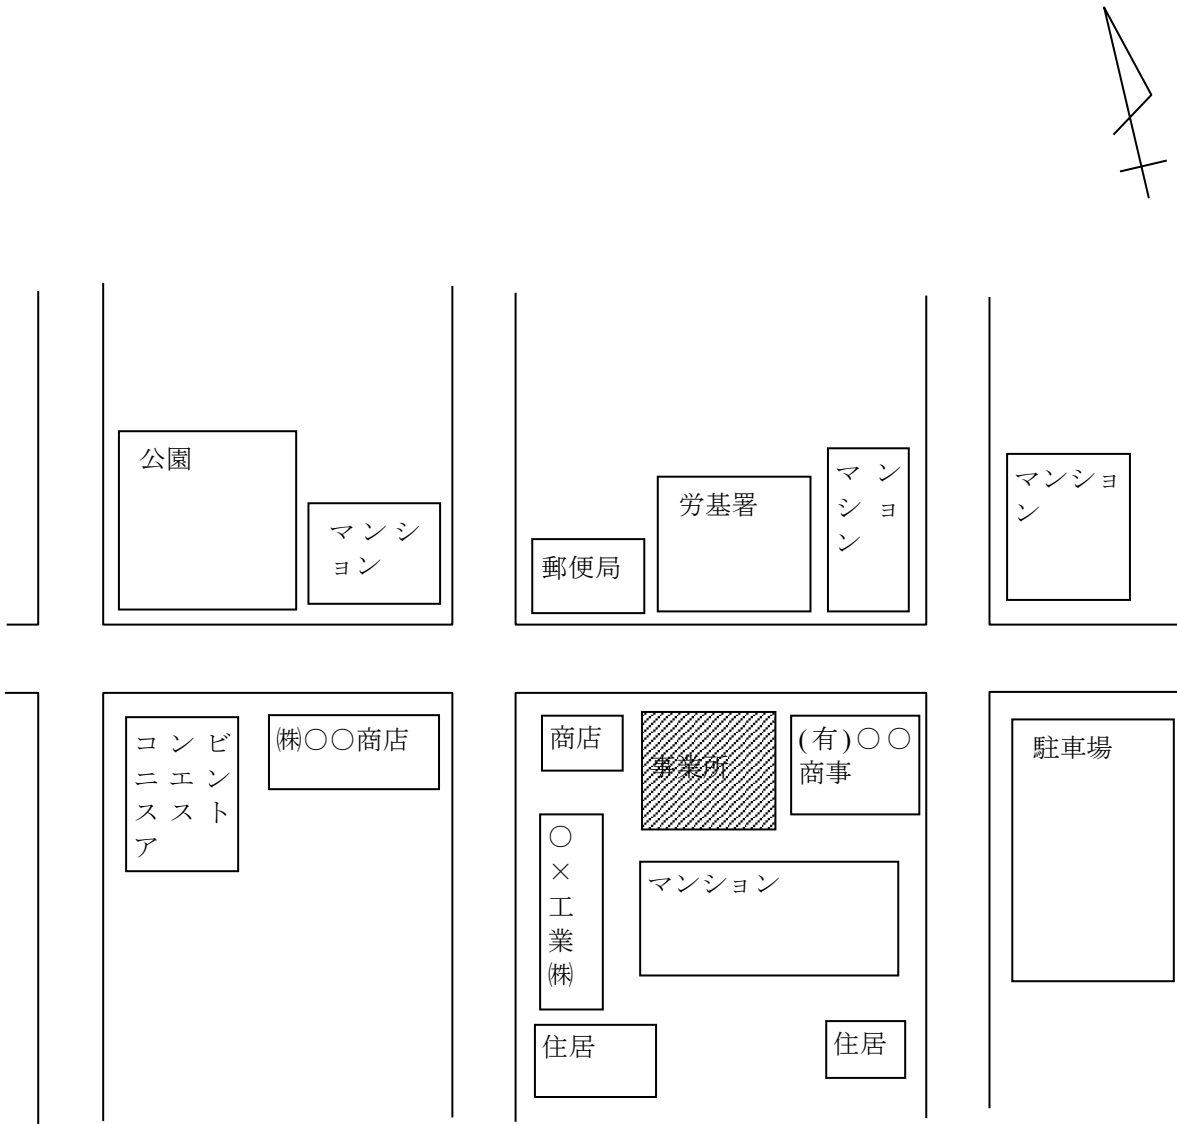 公園
マンシ
ョン
郵便局
労基署
マン
ショ
ン
マンショ
ン
コンビ
ニエン
ススト
ア
㈱○○商店
商店
事業所
(有)○○
商事
駐車場
○
×
工
業
㈱
マンション
住居
住居